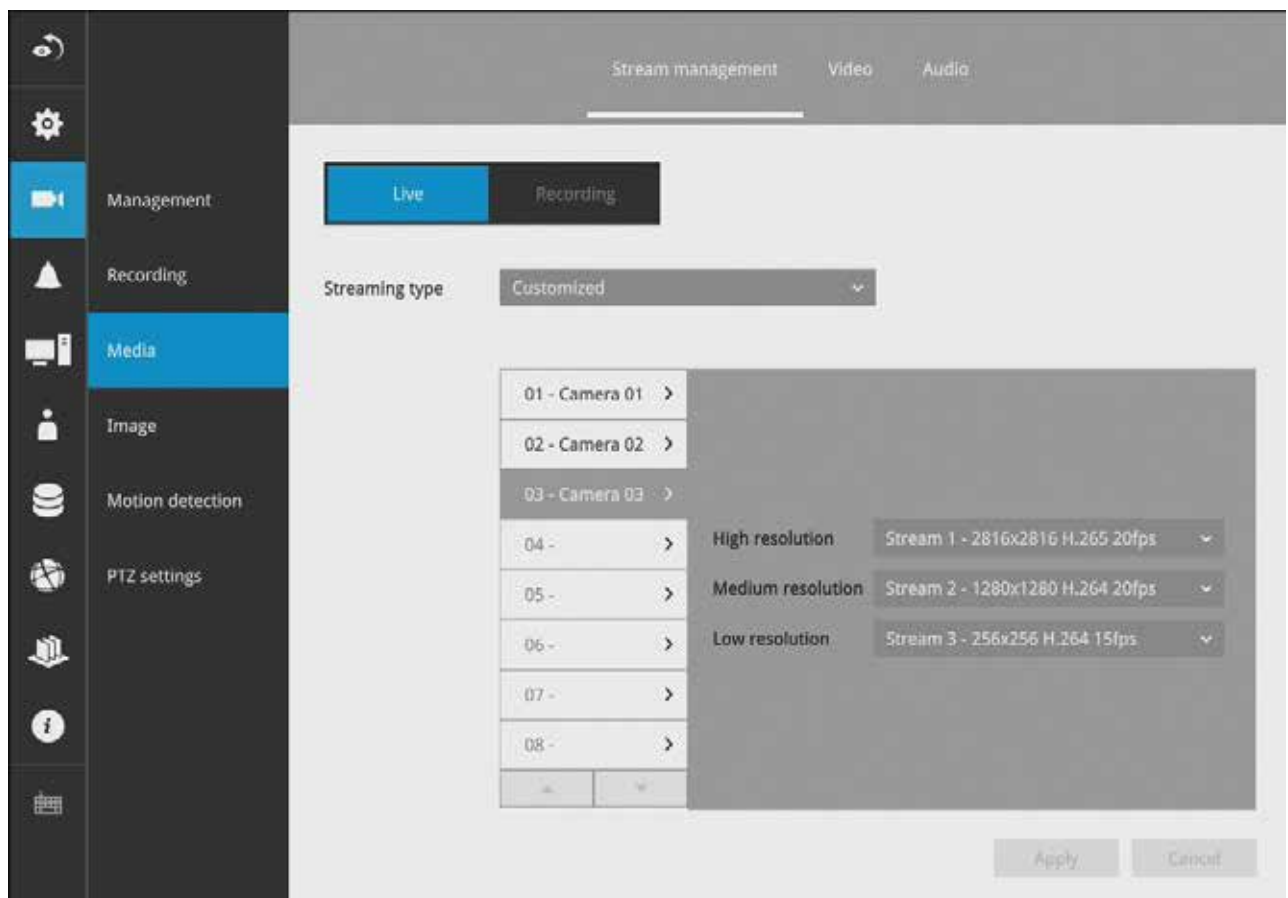 Stream management Video Audio
Live Recording
Management
Recording
Media
Image
Motion detection
PTZ settings
Streaming type Customized
01 - Camera 01
02 - Camera 02
03 - Camera 03
04 -
05 -
06 -
07 -
08 -
High resolution Stream 1 - 2816x2816 H.265 20fps
Medium resolution Stream 2 - 1280x1280 H.264 20fps
Low resolution Stream 3 - 256x256 H.264 15fps
Apply Cancel